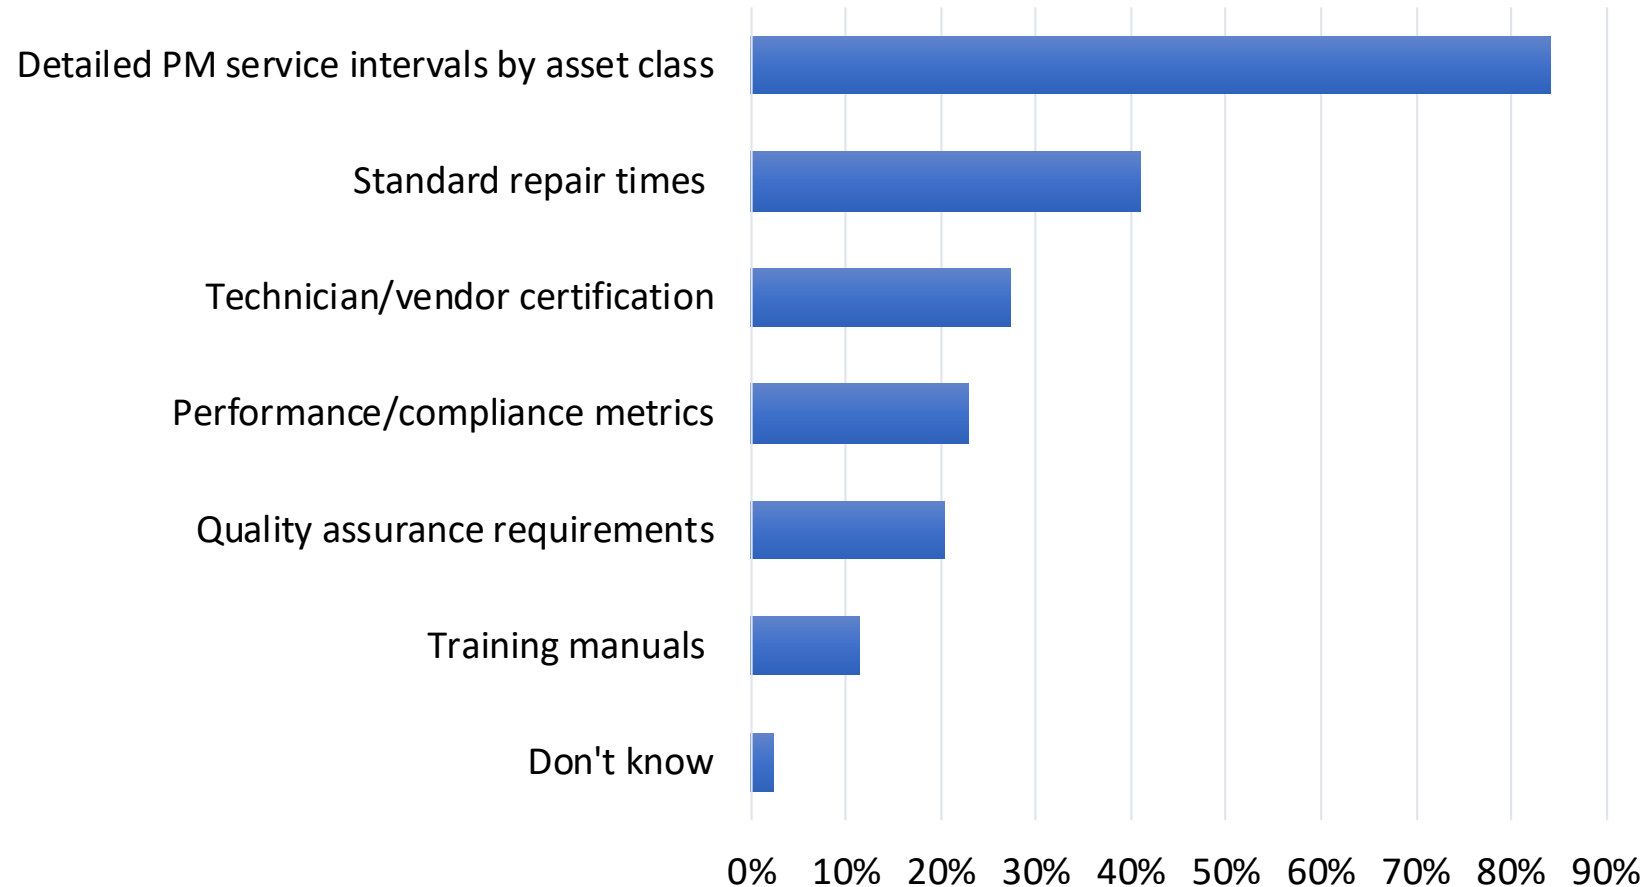 Detailed PM service intervals by asset class
Standard repair times
Technician/vendor certification
Performance/compliance metrics
Quality assurance requirements
Training manuals
Don't know
0% 10% 20% 30% 40% 50% 60% 70% 80% 90%